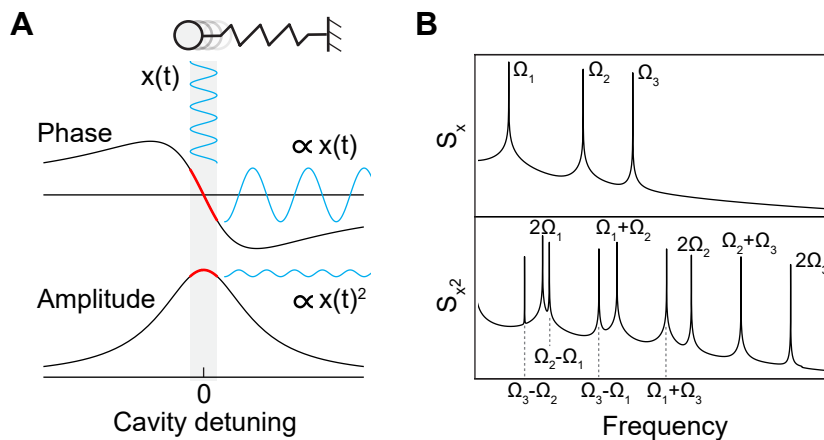 A
x(t)
Phase
∝ x(t)
Amplitude
∝ x(t)²
0
Cavity detuning
B
Sₓ
Ω₁
Ω₂
Ω₃
Sₓ²
2Ω₁
Ω₁+Ω₂
2Ω₂
Ω₂+Ω₃
2Ω₃
Ω₂-Ω₁
Ω₃-Ω₂
Ω₃-Ω₁
Ω₁+Ω₃
Frequency